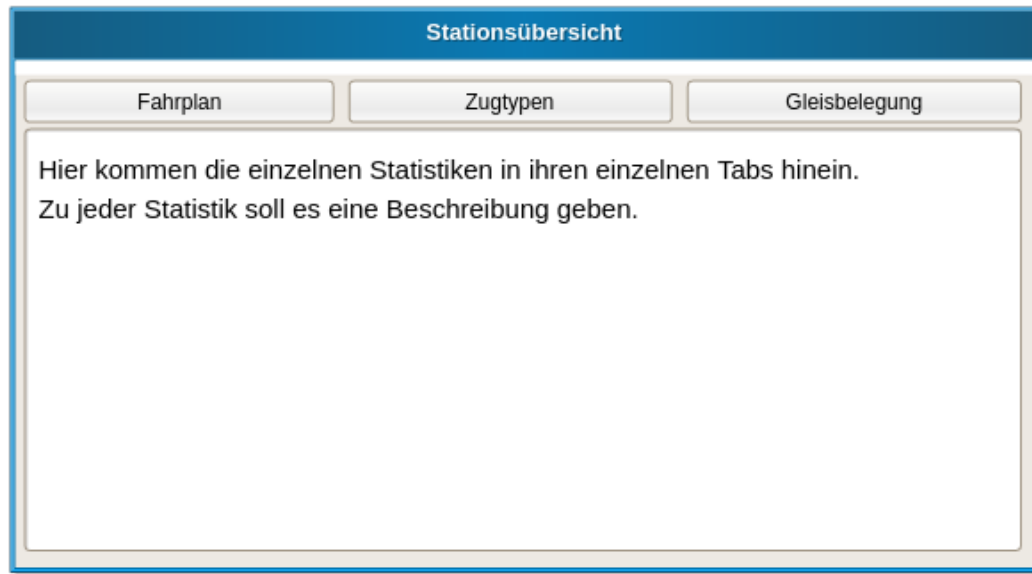 Stationsübersicht
Fahrplan Zugtypen Gleisbelegung
Hier kommen die einzelnen Statistiken in ihren einzelnen Tabs hinein.
Zu jeder Statistik soll es eine Beschreibung geben.